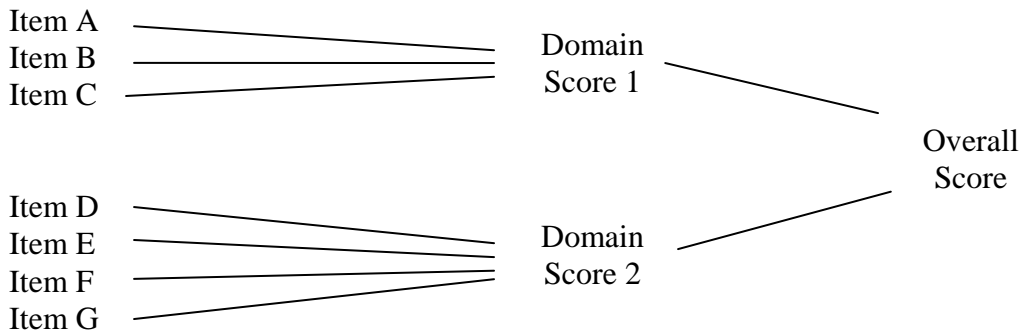 Item A
Item B
Item C
Domain
Score 1
Overall
Score
Item D
Item E
Item F
Item G
Domain
Score 2